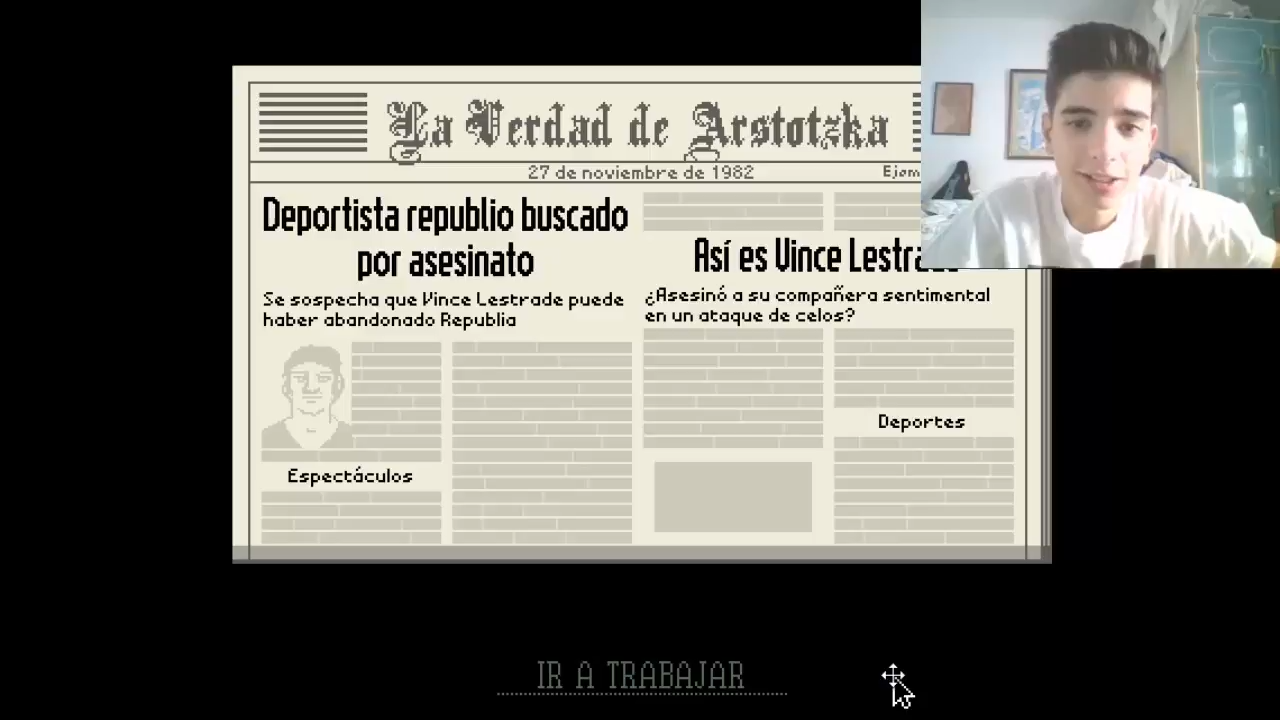 La Verdad de Arstotzka
27 de noviembre de 1982
Deportista republio buscado
por asesinato
Se sospecha que Vince Lestrade puede
haber abandonado Republia
Espectáculos
Así es Vince Lestrade
¿Asesinó a su compañera sentimental
en un ataque de celos?
Deportes
IR A TRABAJAR